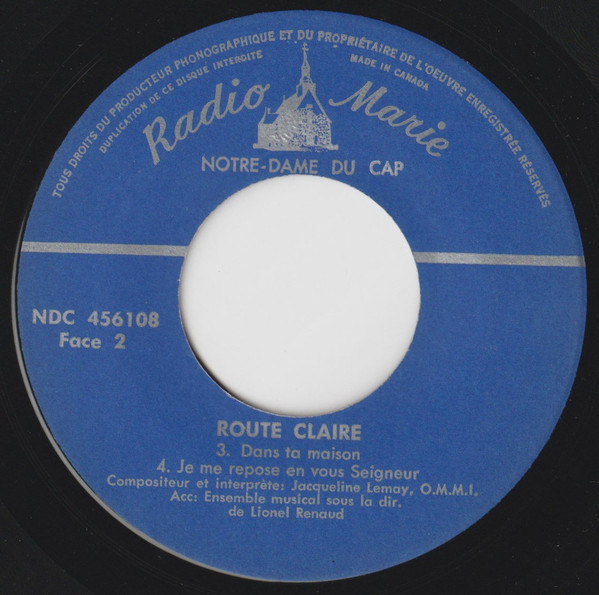 TOUS DROITS DU PRODUCTEUR PHONOGRAPHIQUE ET DU PROPRIÉTAIRE DE L'OEUVRE ENREGISTRÉE RÉSERVÉS
DUPLICATION DE CE DISQUE INTERDITE
MADE IN CANADA
Radio Marie
NOTRE-DAME DU CAP
NDC 456108
Face 2
ROUTE CLAIRE
3. Dans ta maison
4. Je me repose en vous Seigneur
Compositeur et interprète: Jacqueline Lemay, O.M.M.I.
Acc: Ensemble musical sous la dir.
de Lionel Renaud